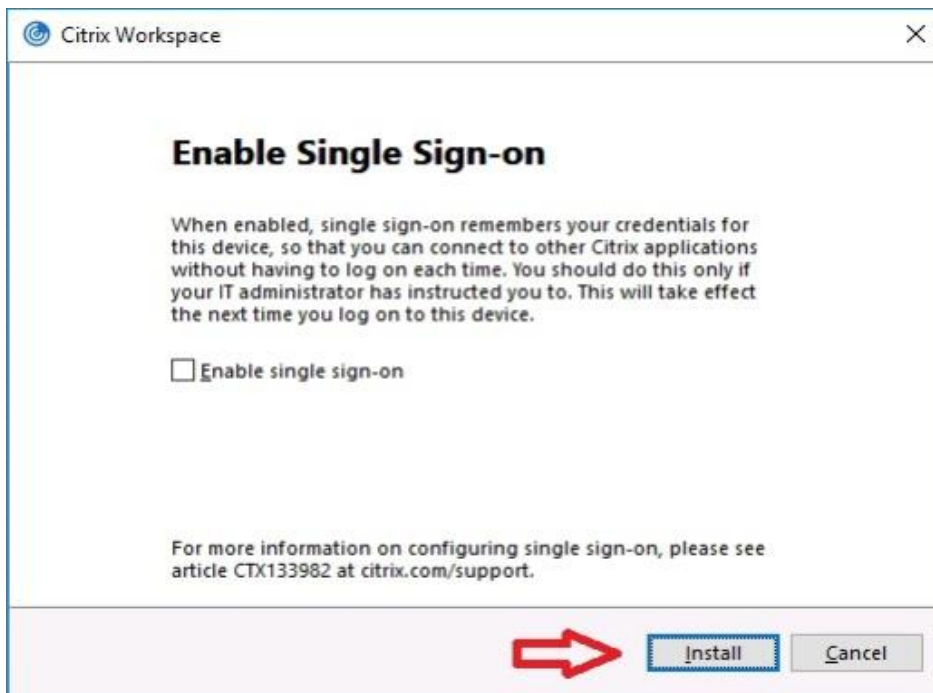 Citrix Workspace
Enable Single Sign-on
When enabled, single sign-on remembers your credentials for
this device, so that you can connect to other Citrix applications
without having to log on each time. You should do this only if
your IT administrator has instructed you to. This will take effect
the next time you log on to this device.
Enable single sign-on
For more information on configuring single sign-on, please see
article CTX133982 at citrix.com/support.
Install
Cancel